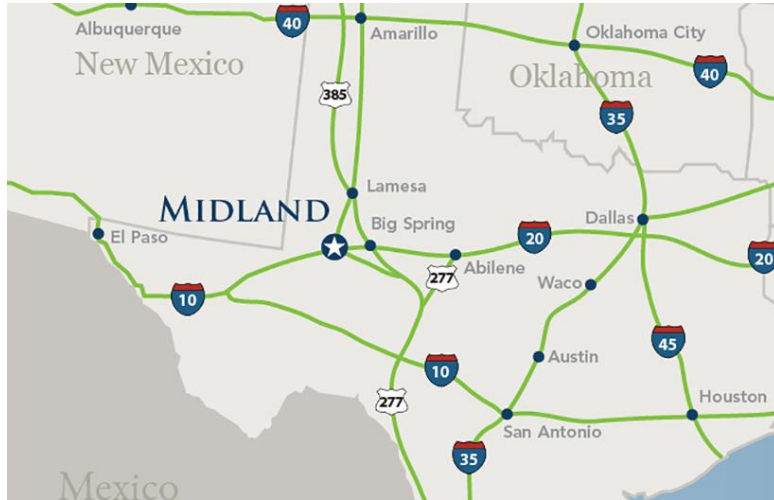 Albuquerque
40
Amarillo
Oklahoma City
New Mexico
Oklahoma
40
385
35
Lamesa
MIDLAND
Big Spring
Dallas
El Paso
20
Abilene
20
277
Waco
10
45
Austin
10
Houston
277
San Antonio
35
Mexico